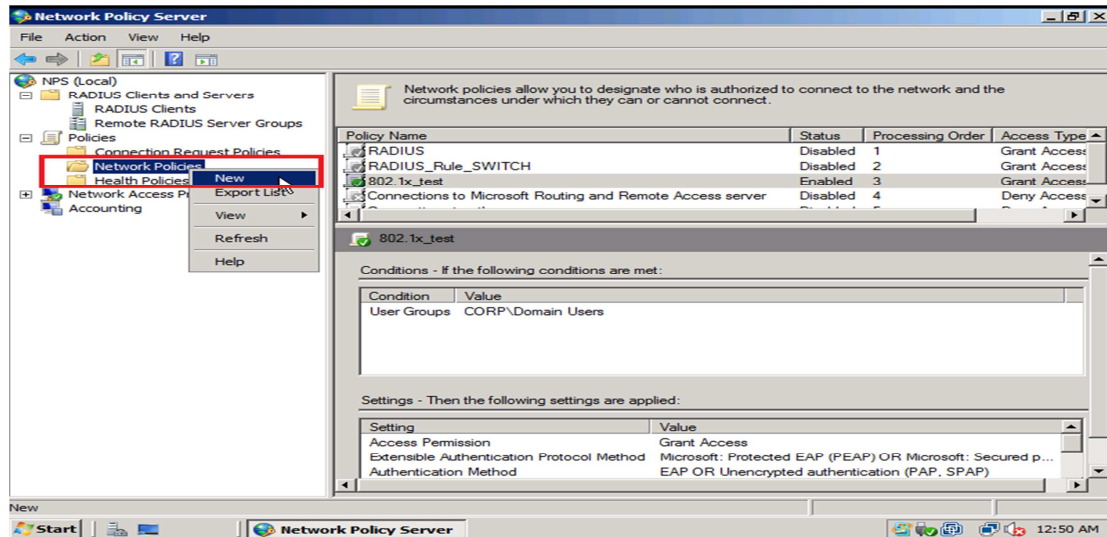 Network Policy Server
File Action View Help
NPS (Local)
RADIUS Clients and Servers
RADIUS Clients
Remote RADIUS Server Groups
Policies
Connection Request Policies
Network Policies
Health Policies
Network Access Pr
Accounting
New
Export List
View
Refresh
Help
Network policies allow you to designate who is authorized to connect to the network and the
circumstances under which they can or cannot connect.
Policy Name Status Processing Order Access Type
RADIUS Disabled 1 Grant Access
RADIUS_Rule_SWITCH Disabled 2 Grant Access
802.1x_test Enabled 3 Grant Access
Connections to Microsoft Routing and Remote Access server Disabled 4 Deny Access
802.1x_test
Conditions - If the following conditions are met:
Condition Value
User Groups CORP\Domain Users
Settings - Then the following settings are applied:
Setting Value
Access Permission Grant Access
Extensible Authentication Protocol Method Microsoft: Protected EAP (PEAP) OR Microsoft: Secured p...
Authentication Method EAP OR Unencrypted authentication (PAP, SPAP)
New
Start Network Policy Server 12:50 AM